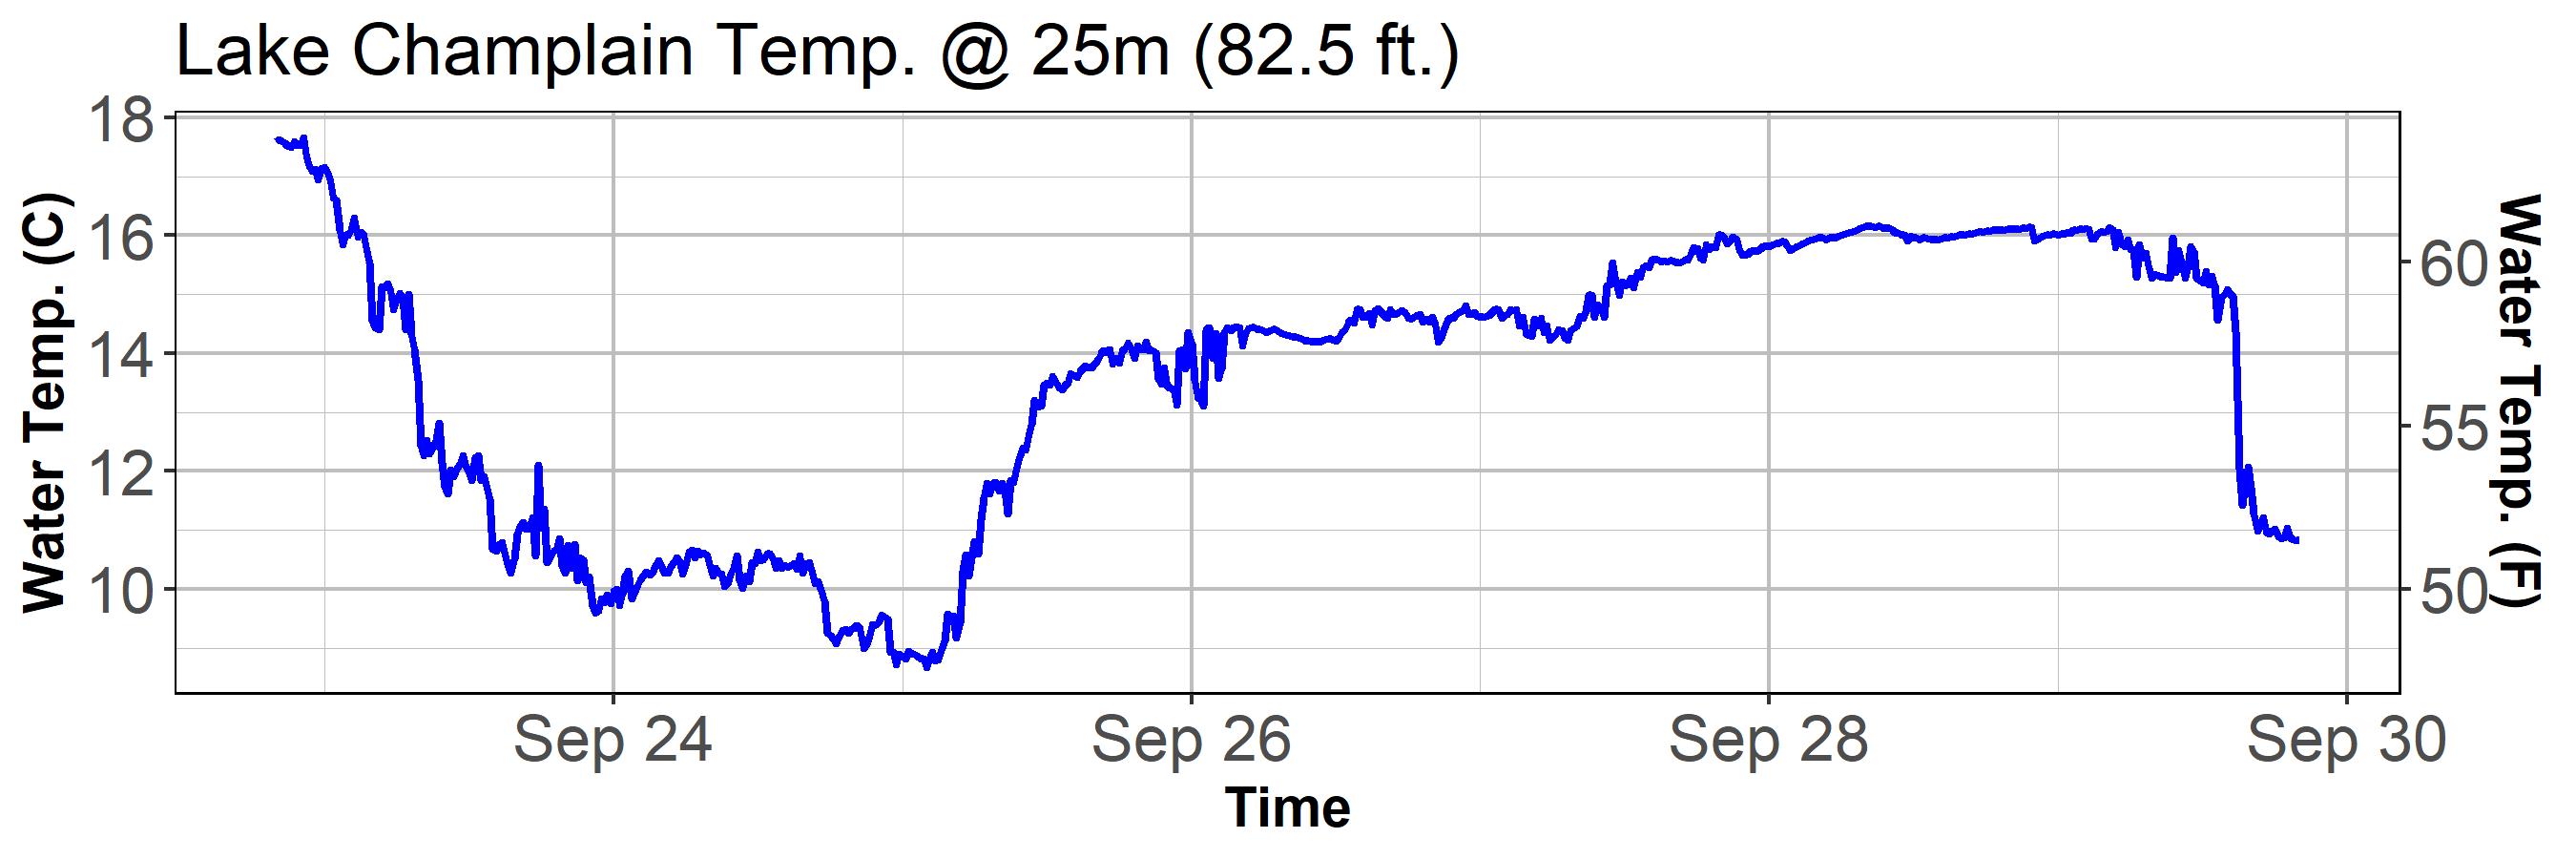 Lake Champlain Temp. @ 25m (82.5 ft.)
Water Temp. (C)
18
16
14
12
10
60
55
50
Water Temp. (F)
Sep 24
Sep 26
Sep 28
Sep 30
Time